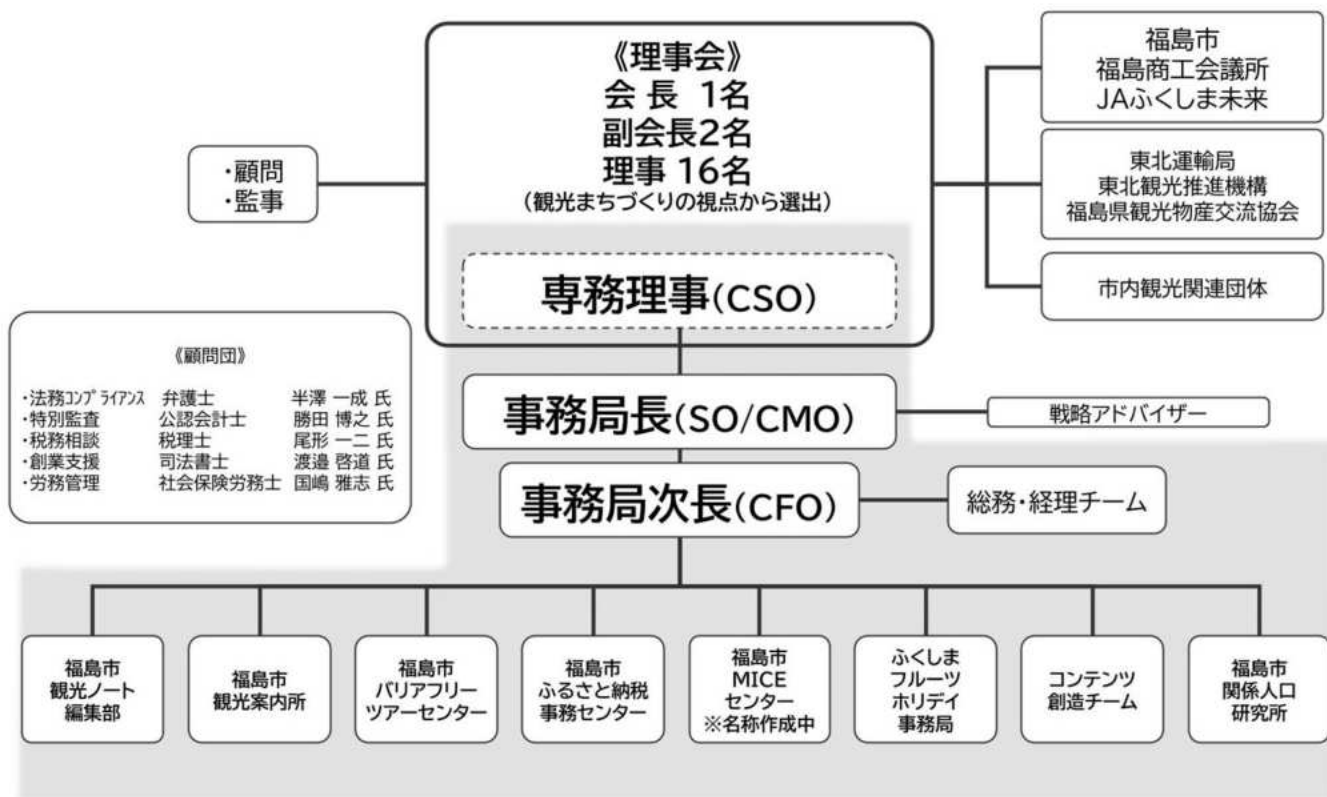 《理事会》
会 長 1名
副会長2名
理事 16名
(観光まちづくりの視点から選出)
・顧問
・監事
福島市
福島商工会議所
JAふくしま未来
東北運輸局
東北観光推進機構
福島県観光物産交流協会
市内観光関連団体
専務理事(CSO)
《顧問団》
・法務コンプライアンス 弁護士 半澤 一成 氏
・特別監査 公認会計士 勝田 博之 氏
・税務相談 税理士 尾形 一二 氏
・創業支援 司法書士 渡邉 啓道 氏
・労務管理 社会保険労務士 国嶋 雅志 氏
事務局長(SO/CMO)
戦略アドバイザー
事務局次長(CFO)
総務・経理チーム
福島市
観光ノート
編集部
福島市
観光案内所
福島市
バリアフリー
ツアーセンター
福島市
ふるさと納税
事務センター
福島市
MICE
センター
※名称作成中
ふくしま
フルーツ
ホリデイ
事務局
コンテンツ
創造チーム
福島市
関係人口
研究所